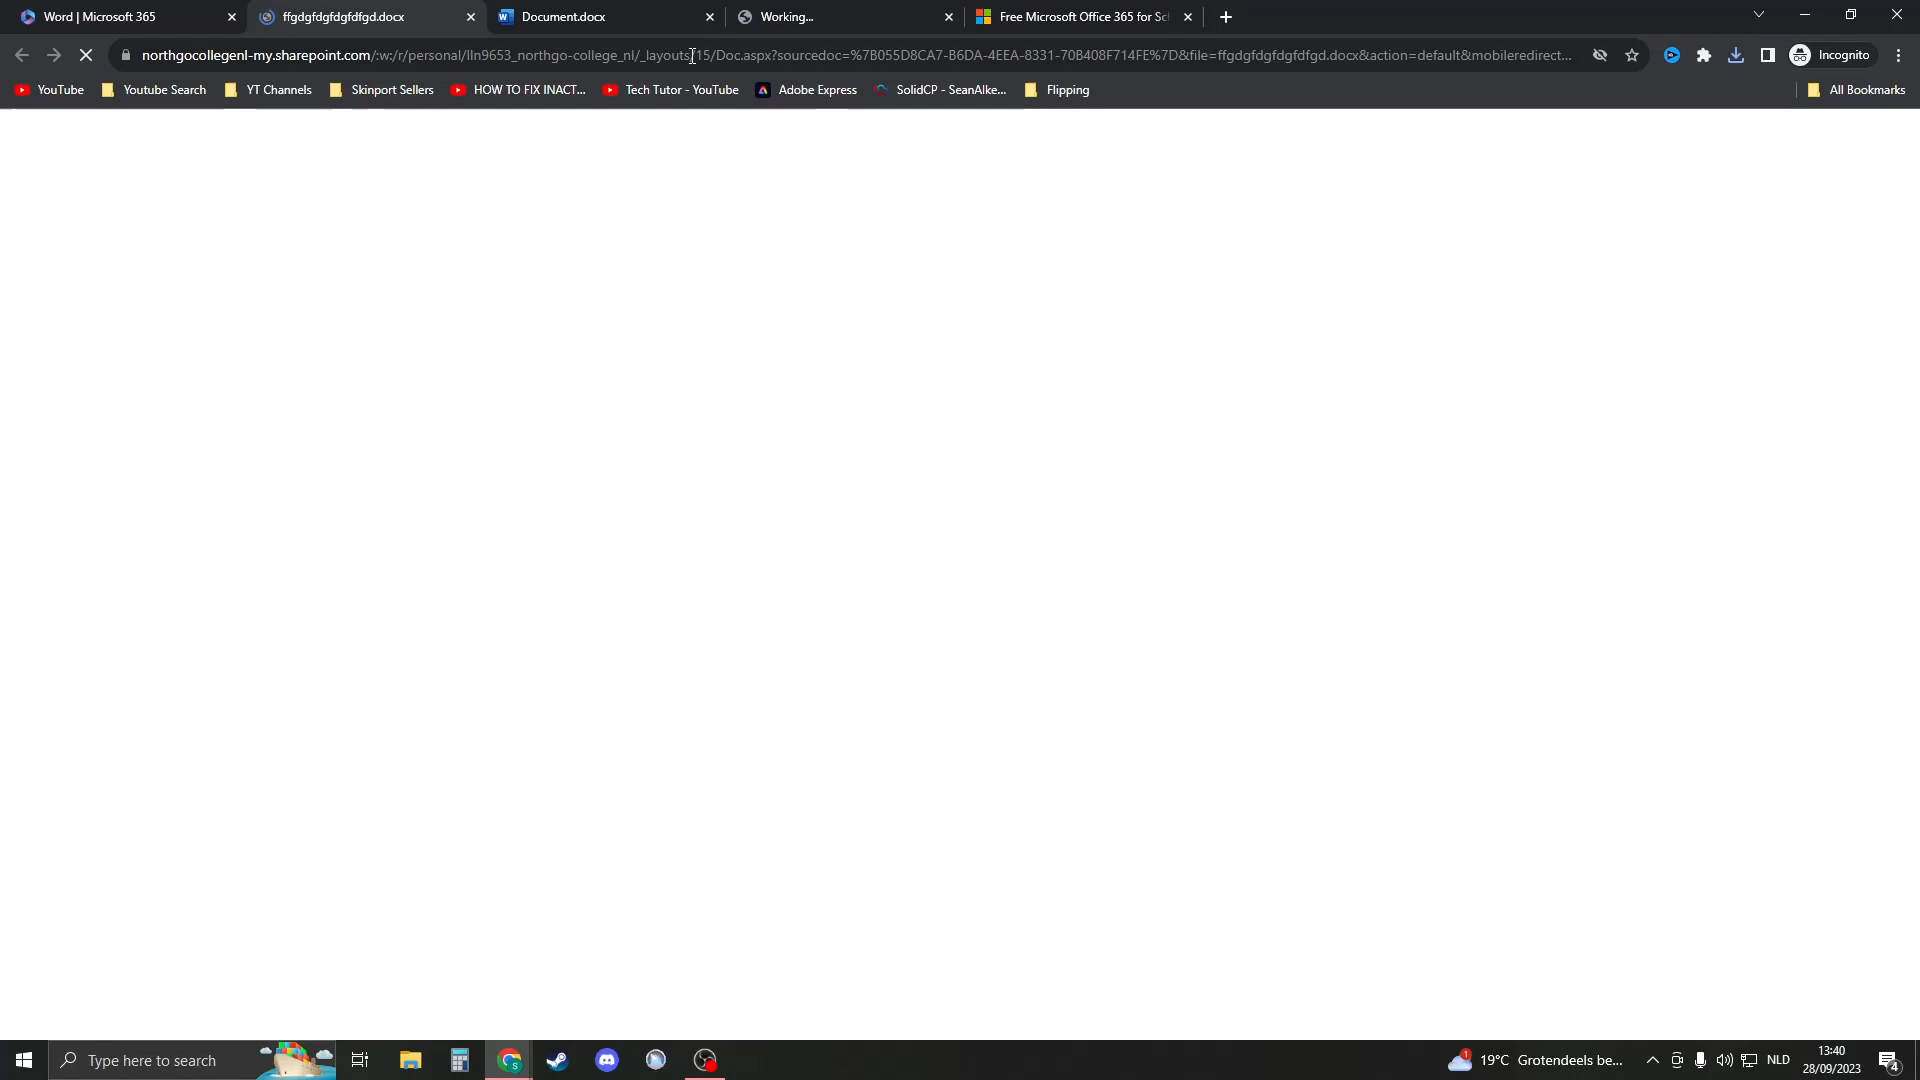 Word | Microsoft 365
ffgdgfdgfdgfdfgd.docx
Document.docx
Working...
Free Microsoft Office 365 for Sch
northgocollegenl-my.sharepoint.com/:w:/r/personal/lln9653_northgo-college_nl/_layouts/15/Doc.aspx?sourcedoc=%7B055D8CA7-B6DA-4EEA-8331-70B408F714FE%7D&file=ffgdgfdgfdgfdfgd.docx&action=default&mobileredirect...
Incognito
YouTube
Youtube Search
YT Channels
Skinport Sellers
HOW TO FIX INACT...
Tech Tutor - YouTube
Adobe Express
SolidCP - SeanAlke...
Flipping
All Bookmarks
Type here to search
1
19°C Grotendeels be...
NLD
13:40
28/09/2023
4